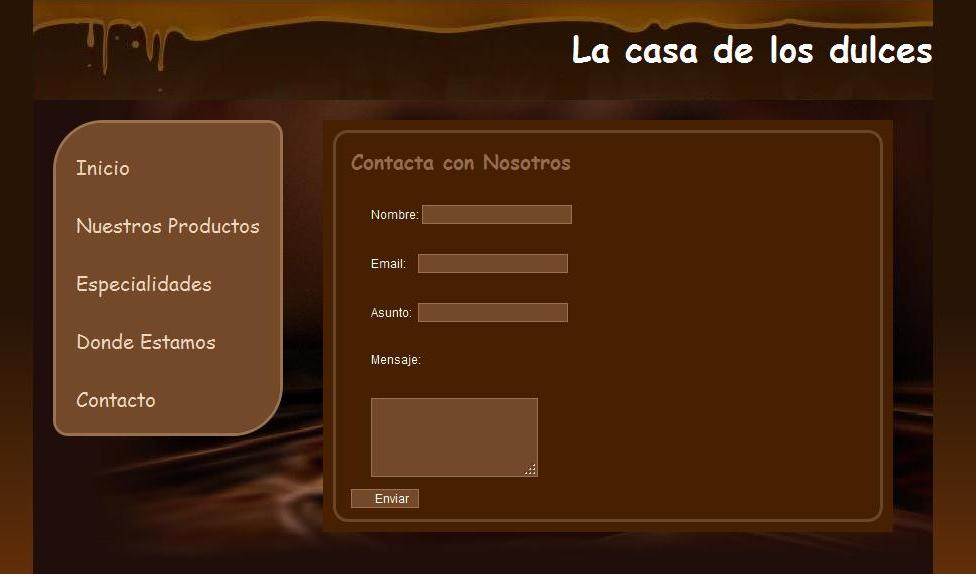 La casa de los dulces
Inicio
Nuestros Productos
Especialidades
Donde Estamos
Contacto
Contacta con Nosotros
Nombre:
Email:
Asunto:
Mensaje:
Enviar